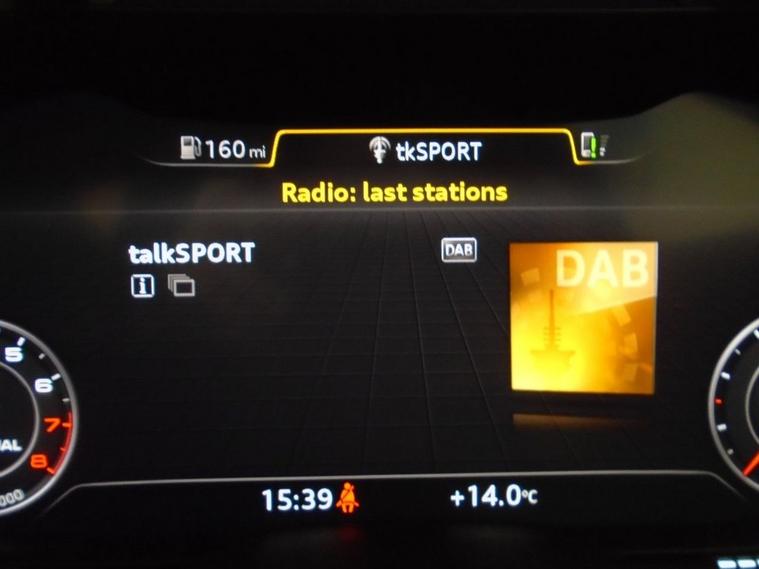 160 mi
tkSPORT
Radio: last stations
talkSPORT
DAB
DAB
i
5
6
7
8
15:39
+14.0°C